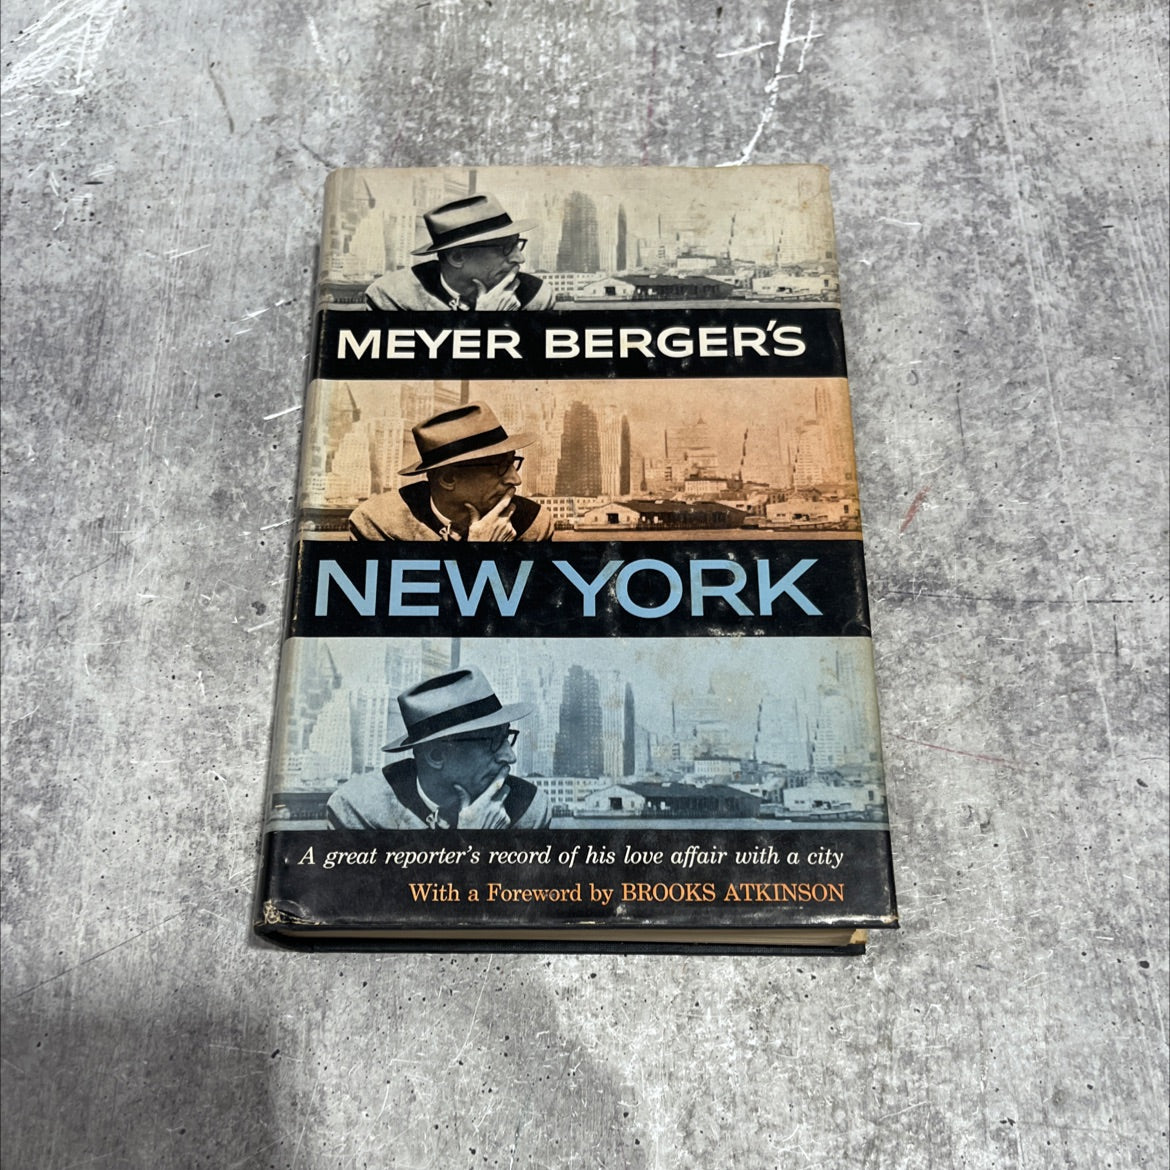 MEYER BERGER'S
NEW YORK
A great reporter's record of his love affair with a city
With a Foreword by BROOKS ATKINSON